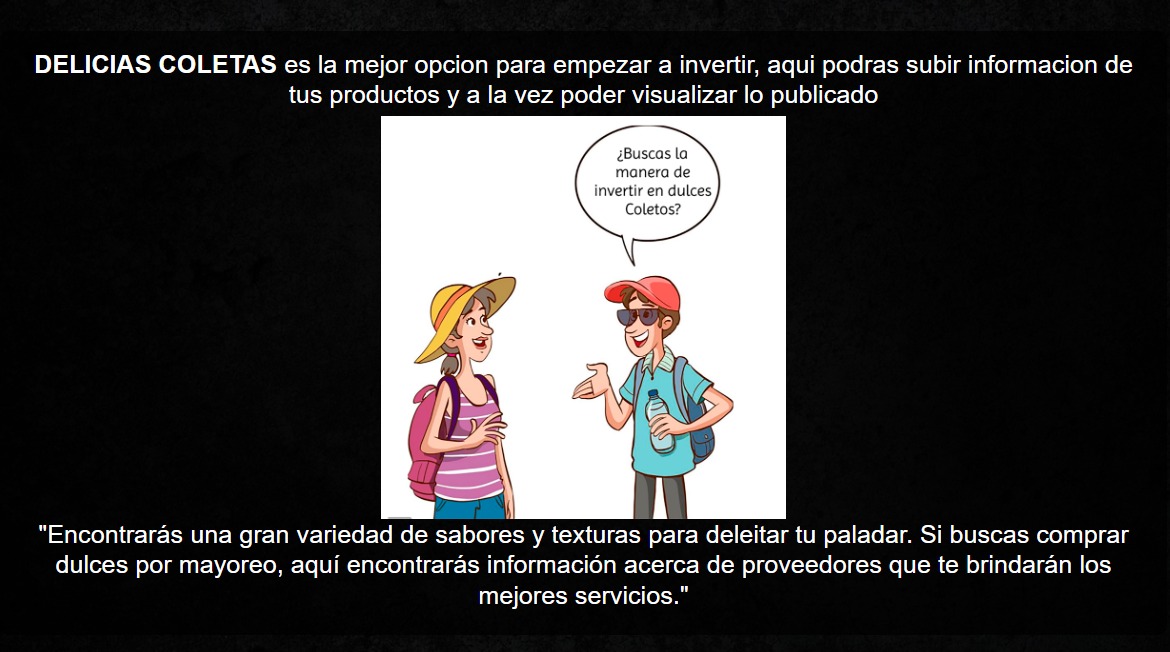 DELICIAS COLETAS es la mejor opcion para empezar a invertir, aqui podras subir informacion de
tus productos y a la vez poder visualizar lo publicado
¿Buscas la
manera de
invertir en dulces
Coletos?
"Encontrarás una gran variedad de sabores y texturas para deleitar tu paladar. Si buscas comprar
dulces por mayoreo, aquí encontrarás información acerca de proveedores que te brindarán los
mejores servicios."